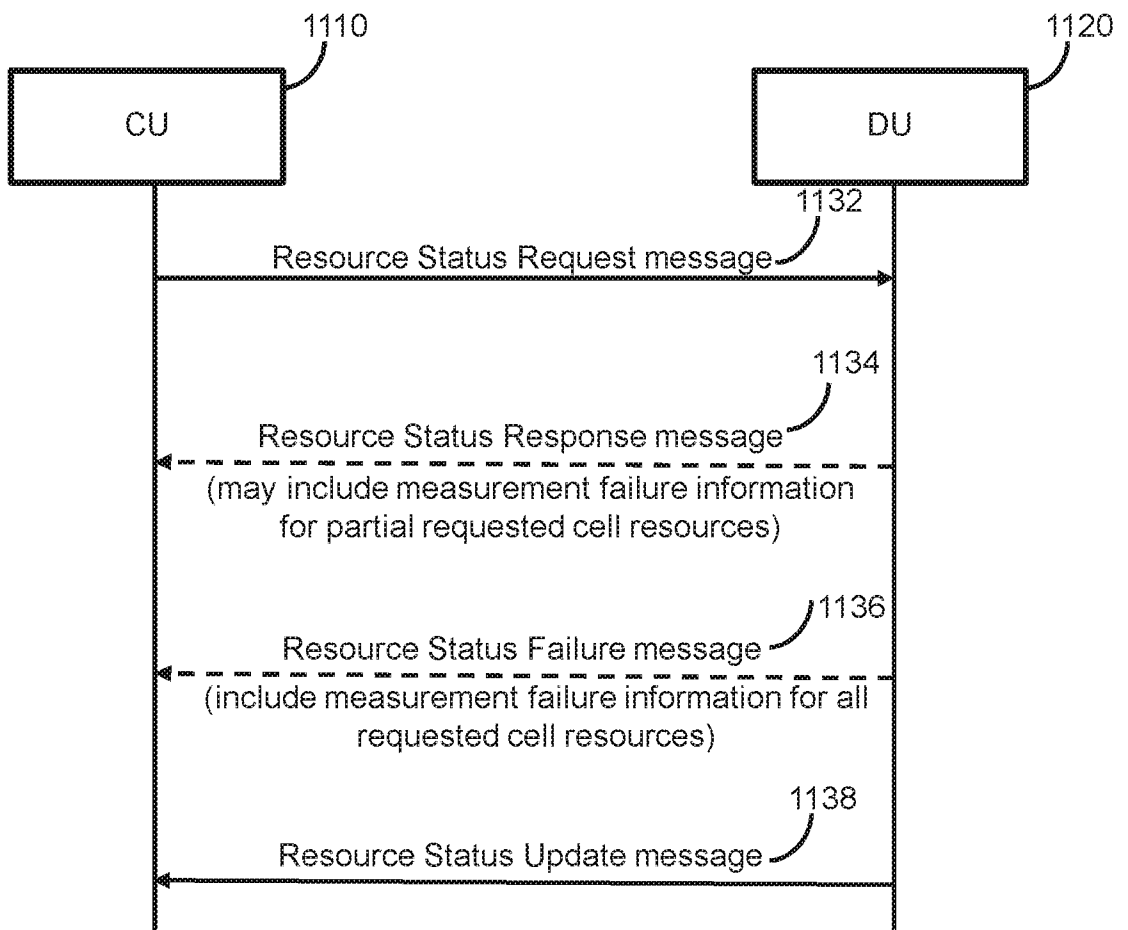 1110
1120
CU
DU
1132
Resource Status Request message
1134
Resource Status Response message
(may include measurement failure information
for partial requested cell resources)
1136
Resource Status Failure message
(include measurement failure information for all
requested cell resources)
1138
Resource Status Update message